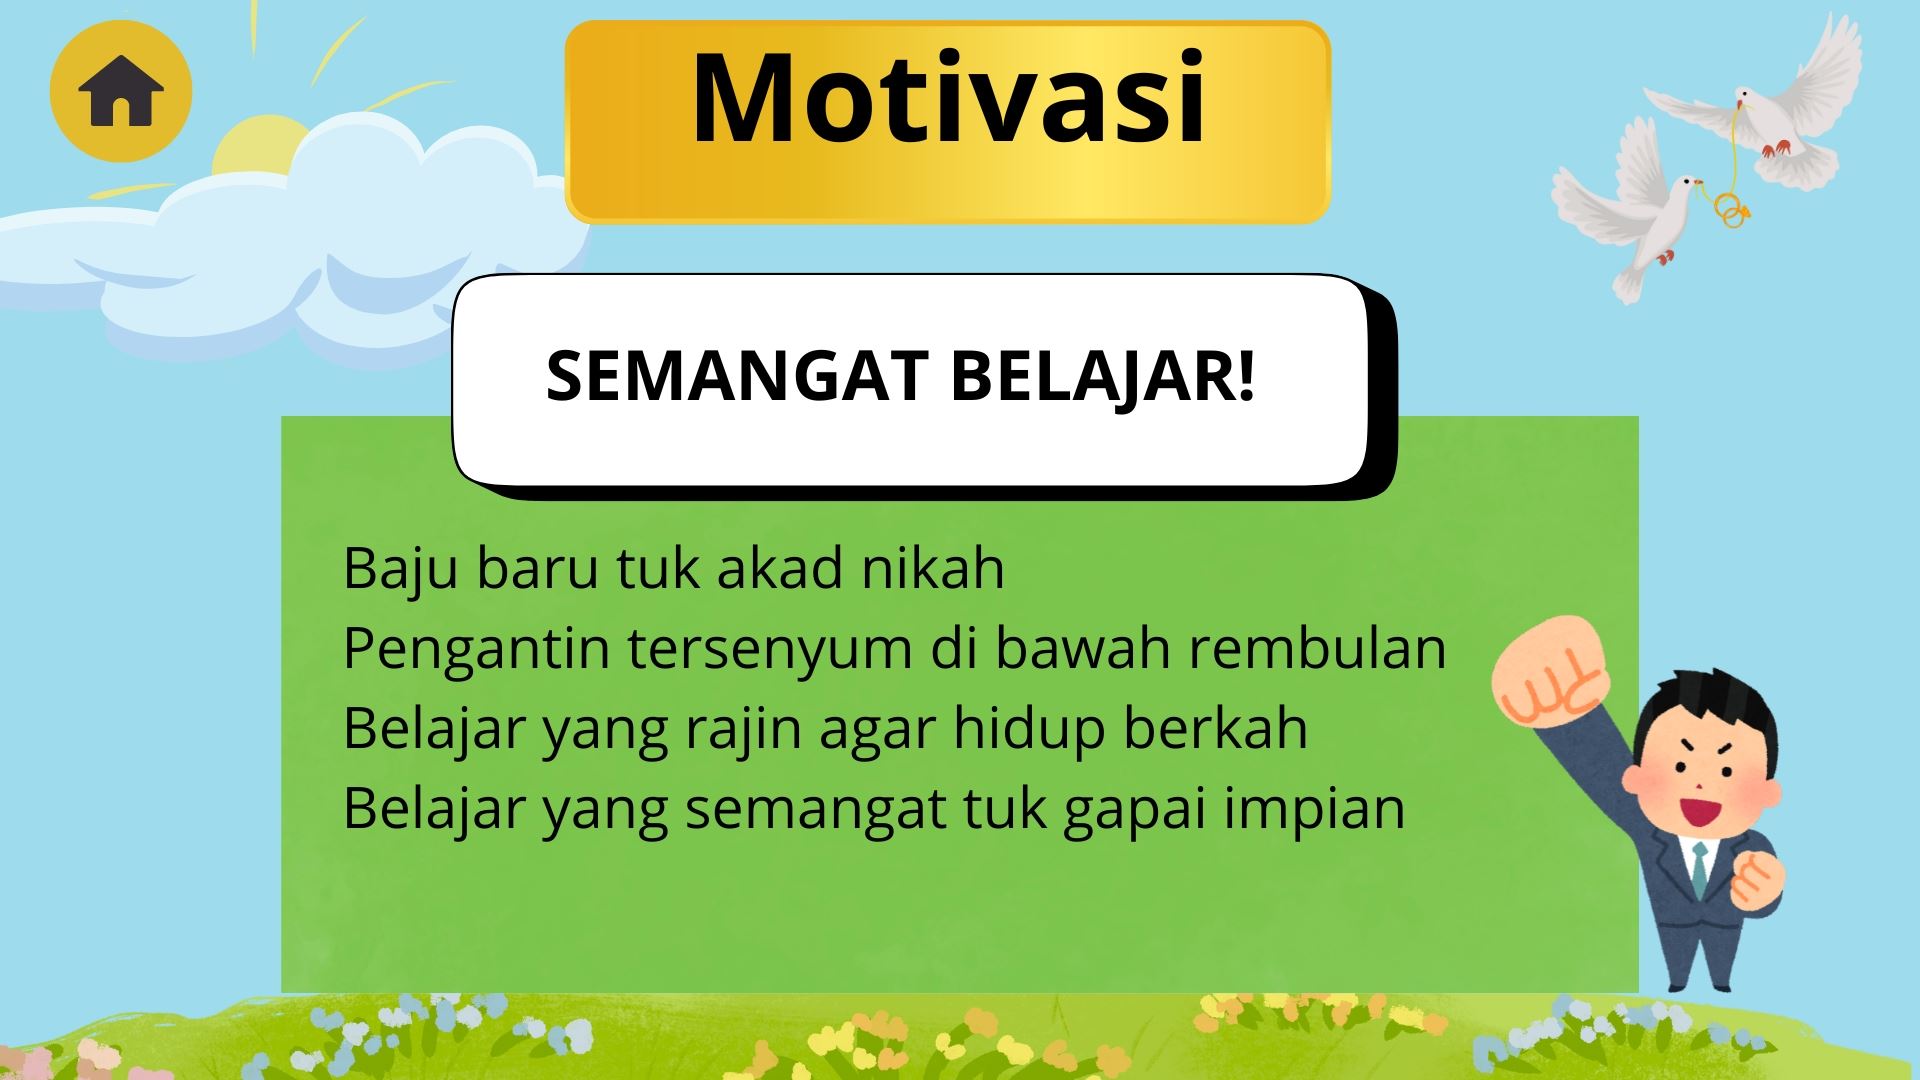 Motivasi
SEMANGAT BELAJAR!
Baju baru tuk akad nikah
Pengantin tersenyum di bawah rembulan
Belajar yang rajin agar hidup berkah
Belajar yang semangat tuk gapai impian